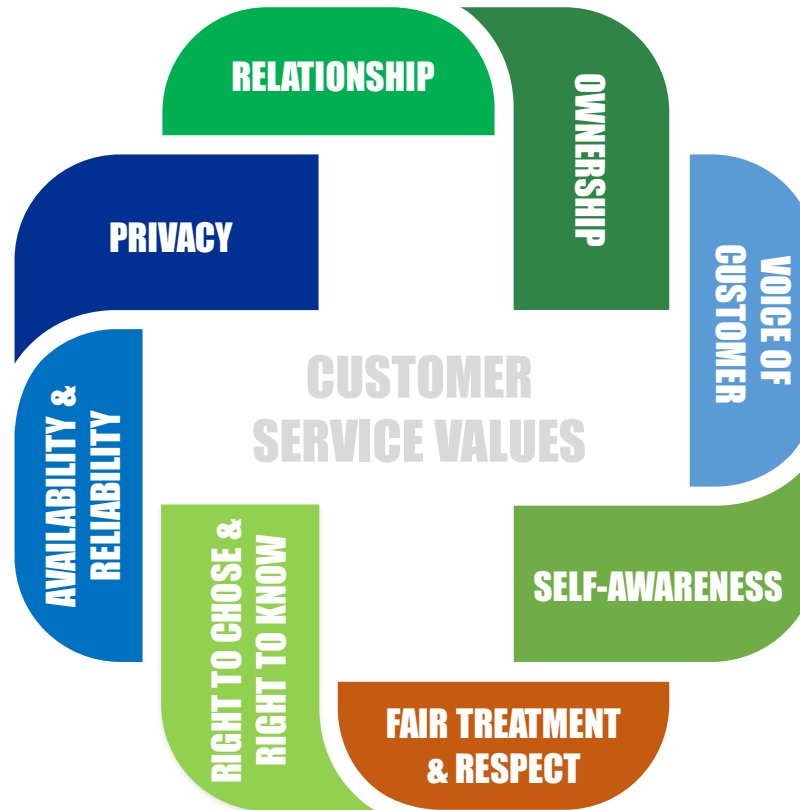 RELATIONSHIP
OWNERSHIP
VOICE OF
CUSTOMER
SELF-AWARENESS
FAIR TREATMENT
& RESPECT
RIGHT TO CHOSE &
RIGHT TO KNOW
AVAILABILITY &
RELIABILITY
PRIVACY
CUSTOMER
SERVICE VALUES